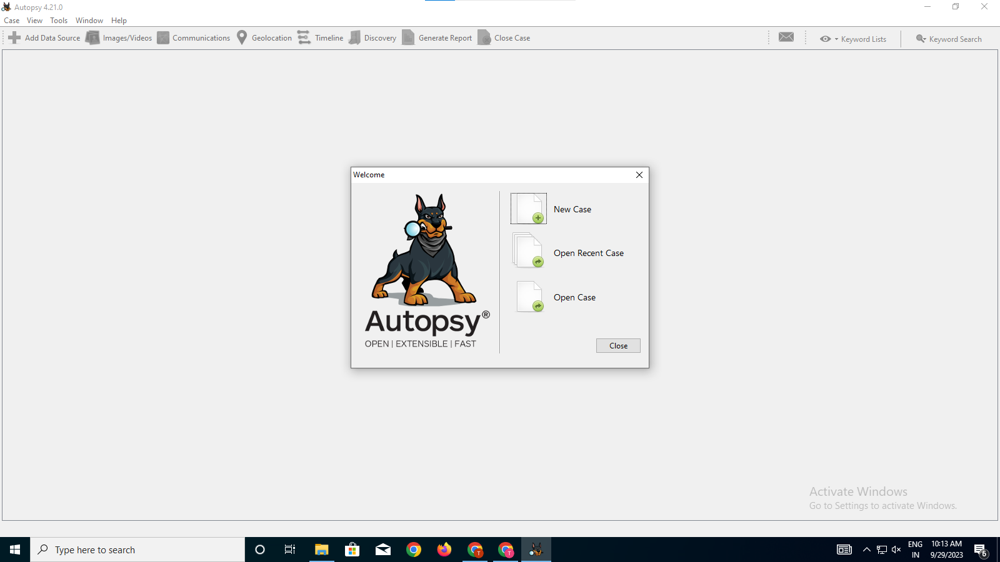 Autopsy 4.21.0
Case View Tools Window Help
Add Data Source Images/Videos Communications Geolocation Timeline Discovery Generate Report Close Case Keyword Lists Keyword Search
Welcome
New Case
Open Recent Case
Open Case
Autopsy®
OPEN | EXTENSIBLE | FAST
Close
Activate Windows
Go to Settings to activate Windows.
Type here to search
T
T
ENG
IN
10:13 AM
9/29/2023
6